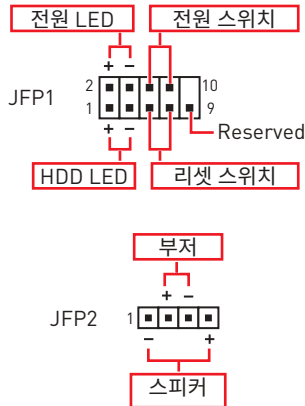 전원 LED 전원 스위치
+ −
2 10
JFP1
1 9
+ − Reserved
HDD LED 리셋 스위치
부저
+ −
JFP2 1
− +
스피커